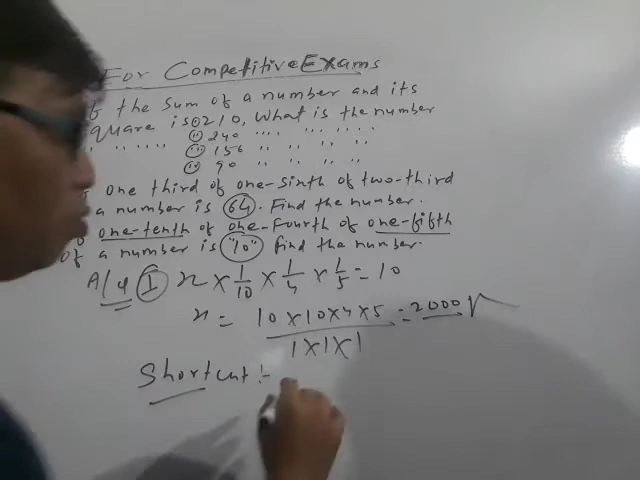 For Competitive Exams
f the Sum of a number and its
quare is (i) 210, What is the number
(ii) 240 '''' ''' ''' ''''
'' '' '''' (iii) 156 '' '' '' ''
90 '' '' '' ''
one third of one-sixth of two-third
a number is 64. Find the number.
one-tenth of one-fourth of one-fifth
of a number is "10" find the number.
A/4 I x × 1/10 × 1/4 × 1/5 = 10
x = 10×10×4×5 / 1×1×1 = 2000
Shortcut :-